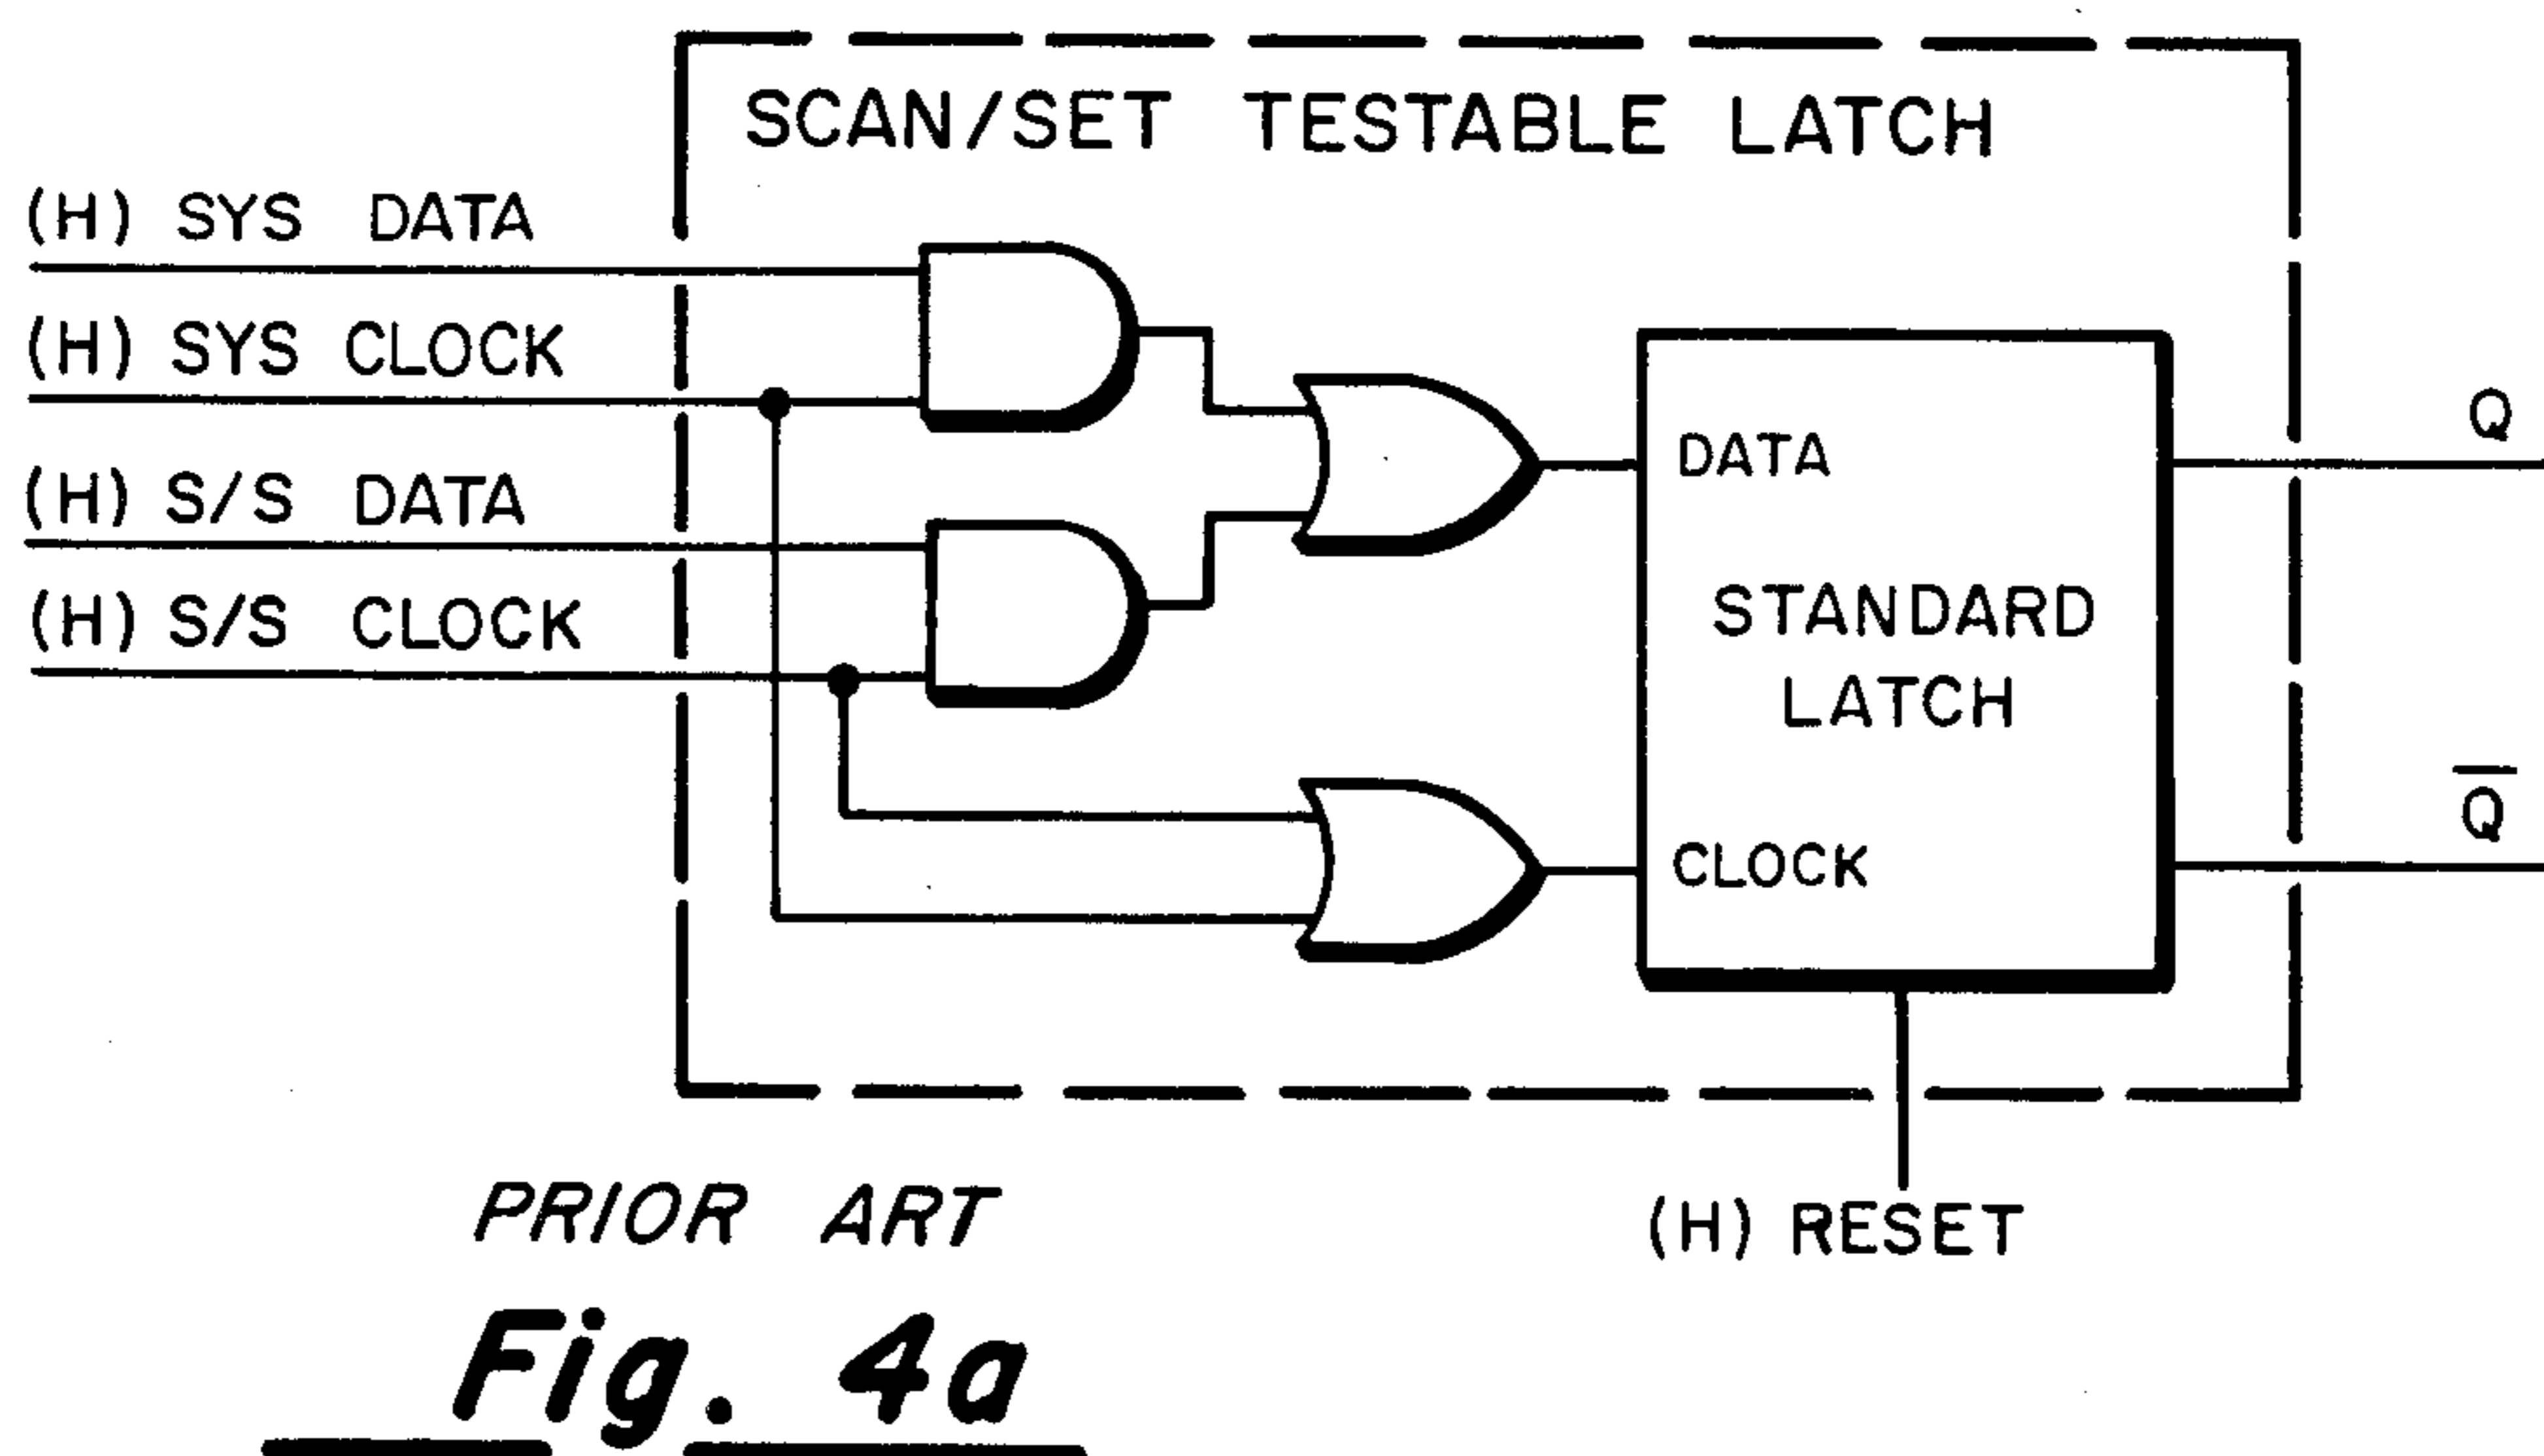 SCAN/SET TESTABLE LATCH
(H) SYS DATA
(H) SYS CLOCK
(H) S/S DATA
(H) S/S CLOCK
DATA
STANDARD
LATCH
CLOCK
Q
Q̅
(H) RESET
PRIOR ART
Fig. 4a